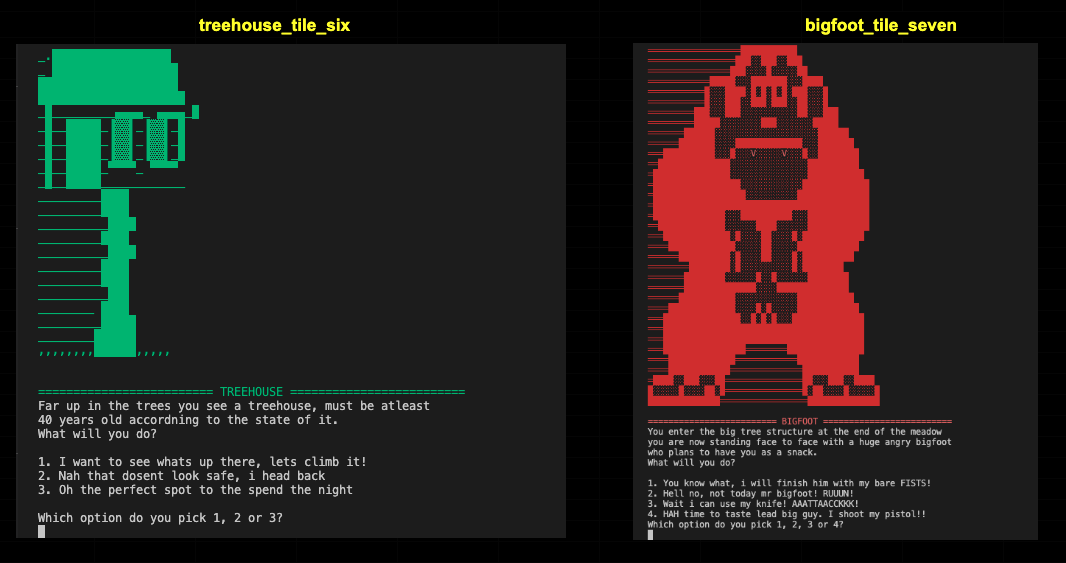 treehouse_tile_six
======================== TREEHOUSE ========================
Far up in the trees you see a treehouse, must be atleast
40 years old accordning to the state of it.
What will you do?
1. I want to see whats up there, lets climb it!
2. Nah that dosent look safe, i head back
3. Oh the perfect spot to the spend the night
Which option do you pick 1, 2 or 3?
bigfoot_tile_seven
======================== BIGFOOT ========================
You enter the big tree structure at the end of the meadow
you are now standing face to face with a huge angry bigfoot
who plans to have you as a snack.
What will you do?
1. You know what, i will finish him with my bare FISTS!
2. Hell no, not today mr bigfoot! RUUUN!
3. Wait i can use my knife! AAATTAACCKKK!
4. HAH time to taste lead big guy. I shoot my pistol!!
Which option do you pick 1, 2, 3 or 4?